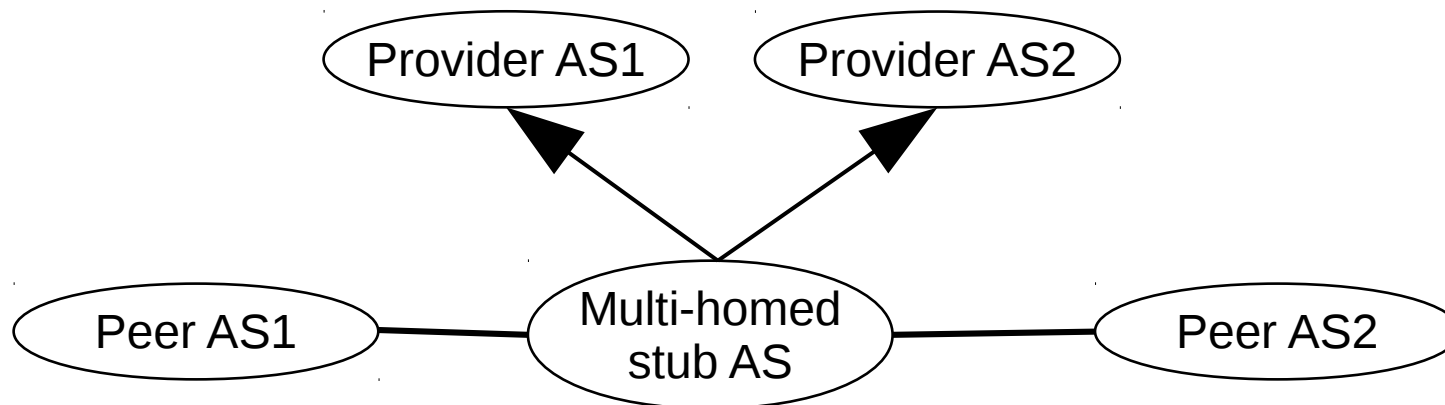 Provider AS1
Provider AS2
Peer AS1
Multi-homed
stub AS
Peer AS2